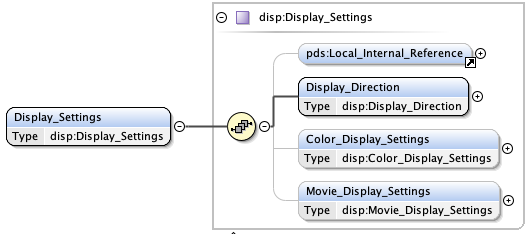 disp:Display_Settings
pds:Local_Internal_Reference
Display_Direction
Type disp:Display_Direction
Display_Settings
Type disp:Display_Settings
Color_Display_Settings
Type disp:Color_Display_Settings
Movie_Display_Settings
Type disp:Movie_Display_Settings